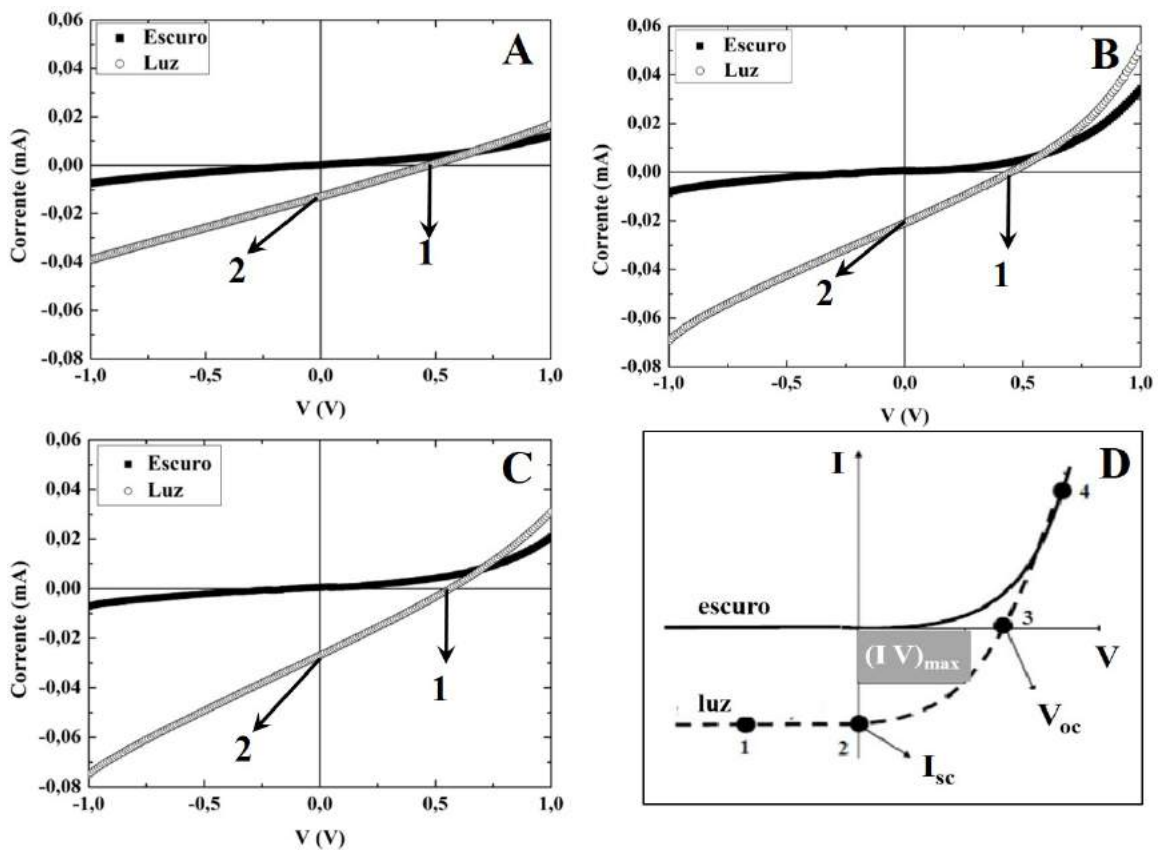 0,06
0,04
0,02
0,00
-0,02
-0,04
-0,06
-0,08
Corrente (mA)
Escuro
Luz
A
2
1
-1,0 -0,5 0,0 0,5 1,0
V (V)
0,06
0,04
0,02
0,00
-0,02
-0,04
-0,06
-0,08
Corrente (mA)
Escuro
Luz
B
2
1
-1,0 -0,5 0,0 0,5 1,0
V (V)
0,06
0,04
0,02
0,00
-0,02
-0,04
-0,06
-0,08
Corrente (mA)
Escuro
Luz
C
2
1
-1,0 -0,5 0,0 0,5 1,0
V (V)
I
D
4
escuro
3
(I V)max
V
luz
Voc
1 2
Isc